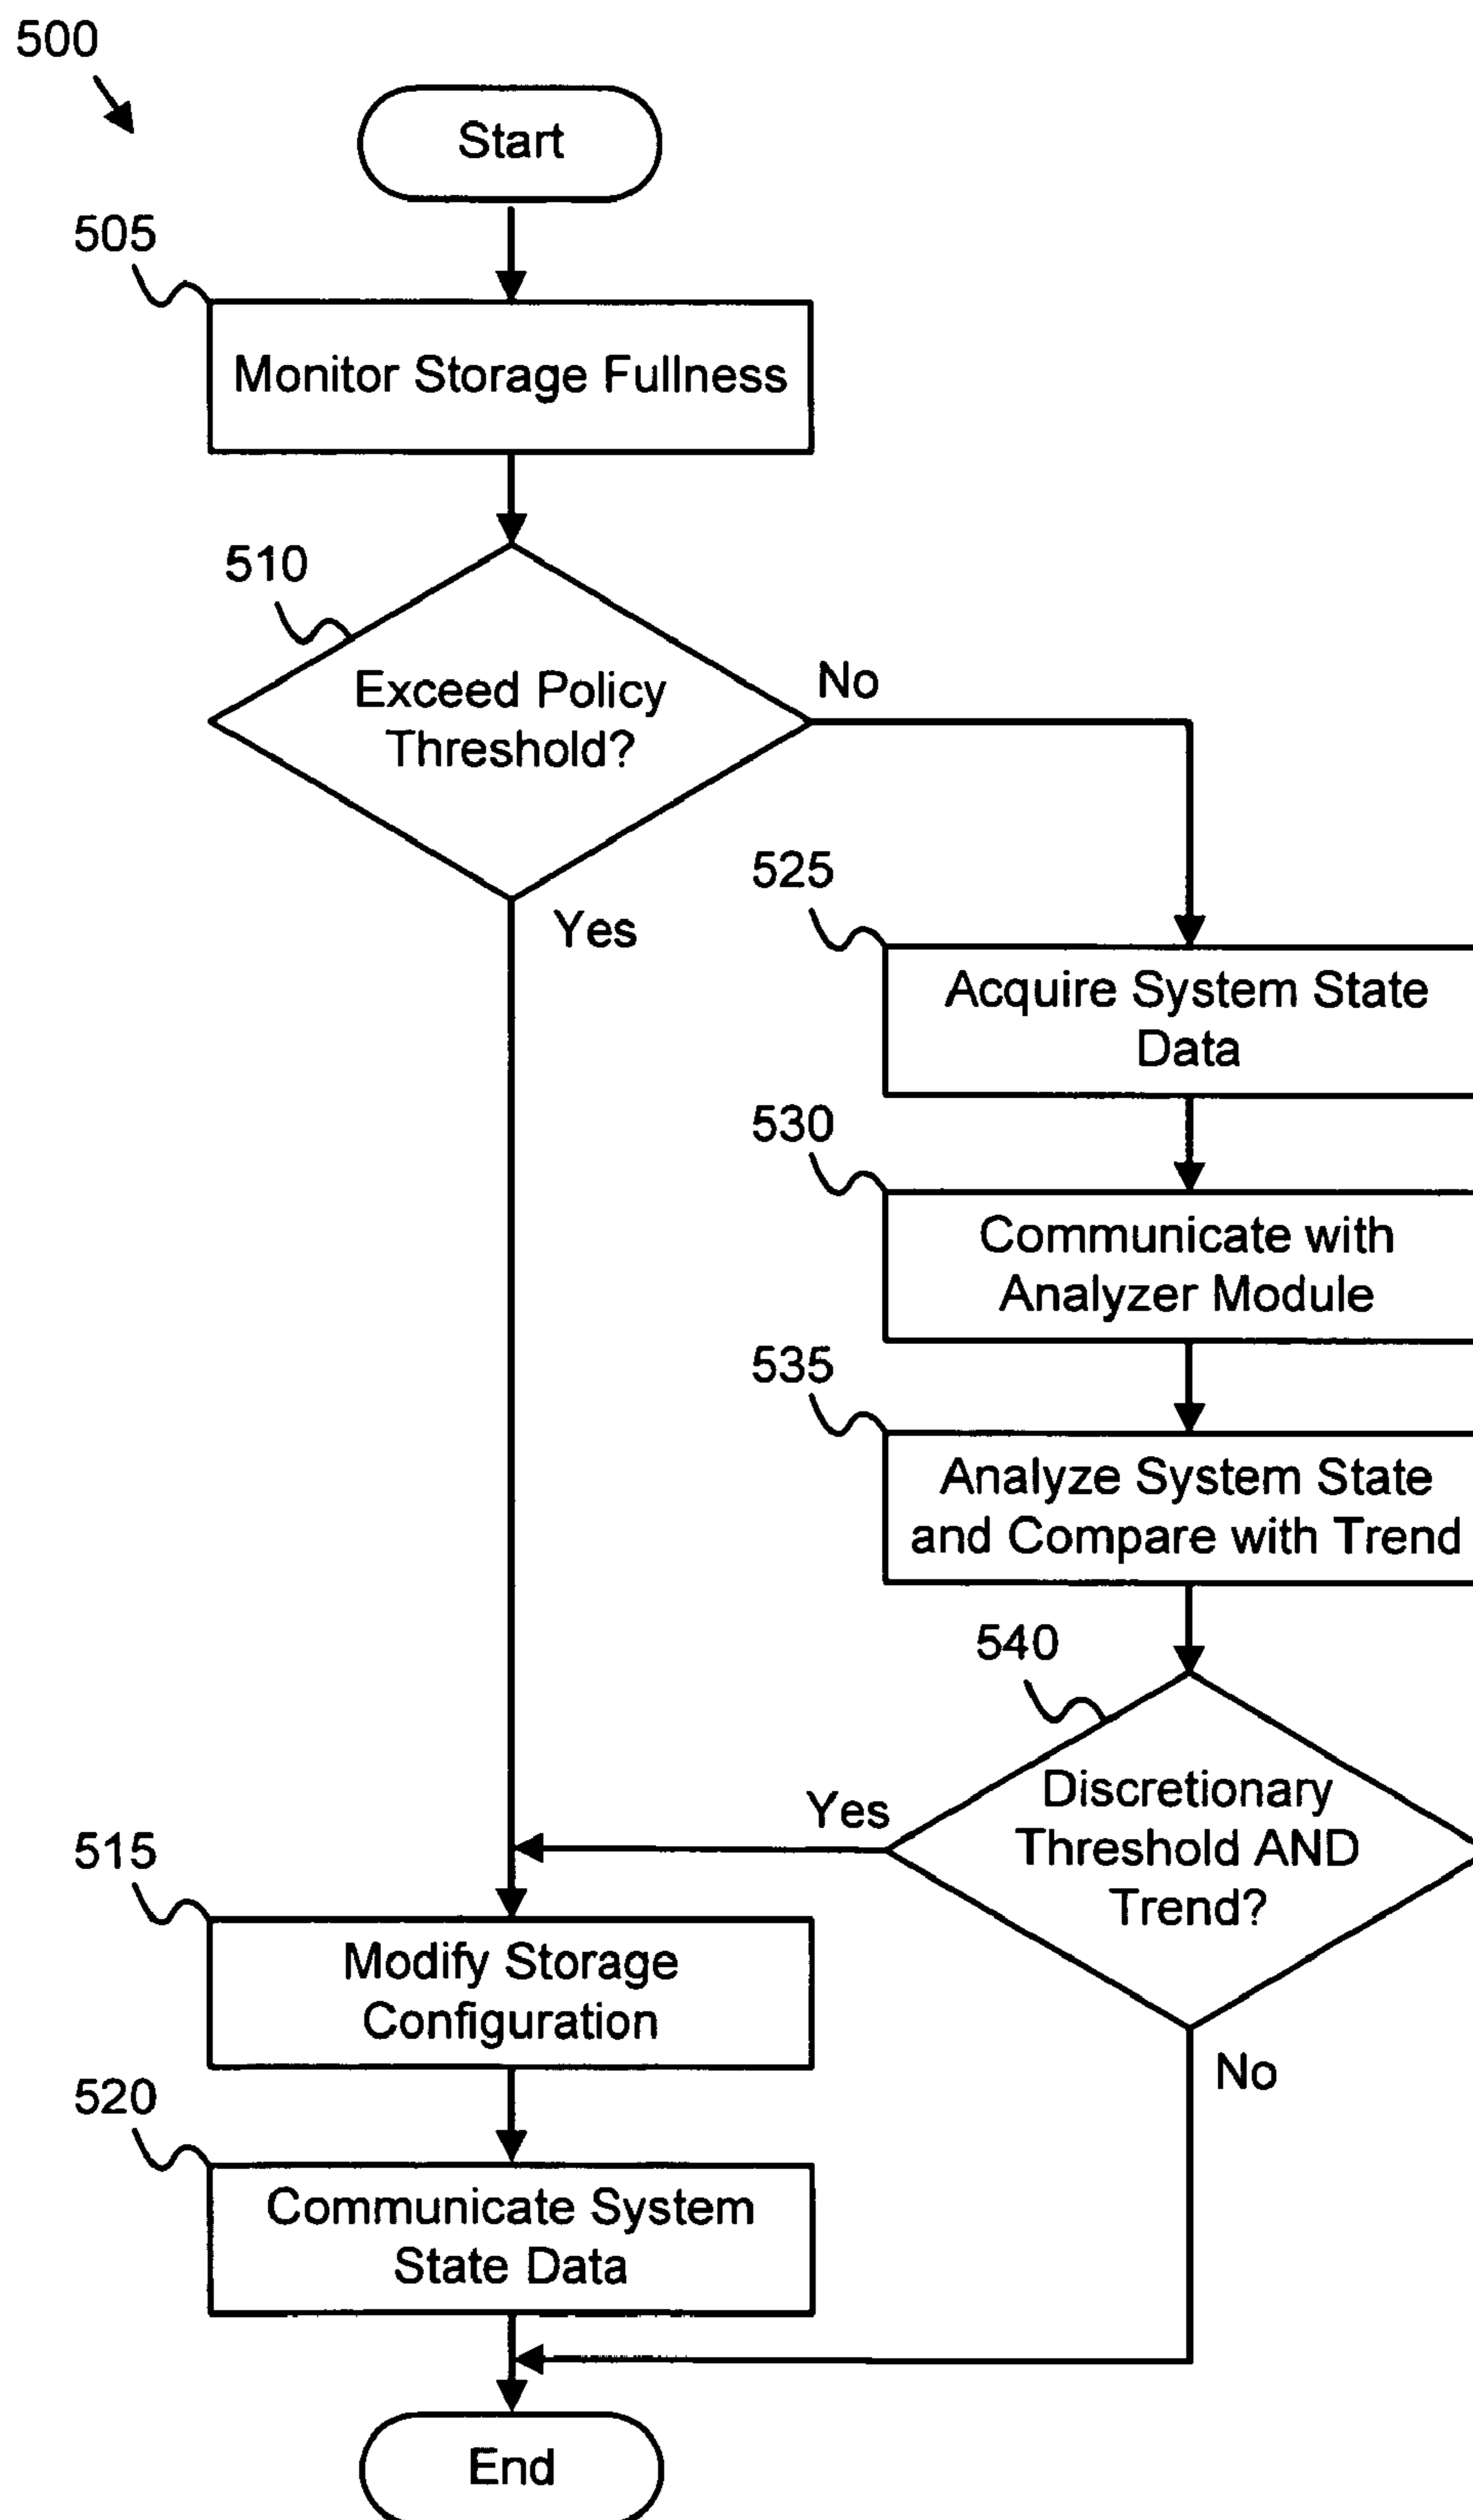 500
Start
505
Monitor Storage Fullness
510
Exceed Policy
Threshold?
No
Yes
525
Acquire System State
Data
530
Communicate with
Analyzer Module
535
Analyze System State
and Compare with Trend
540
Discretionary
Threshold AND
Trend?
Yes
No
515
Modify Storage
Configuration
520
Communicate System
State Data
End